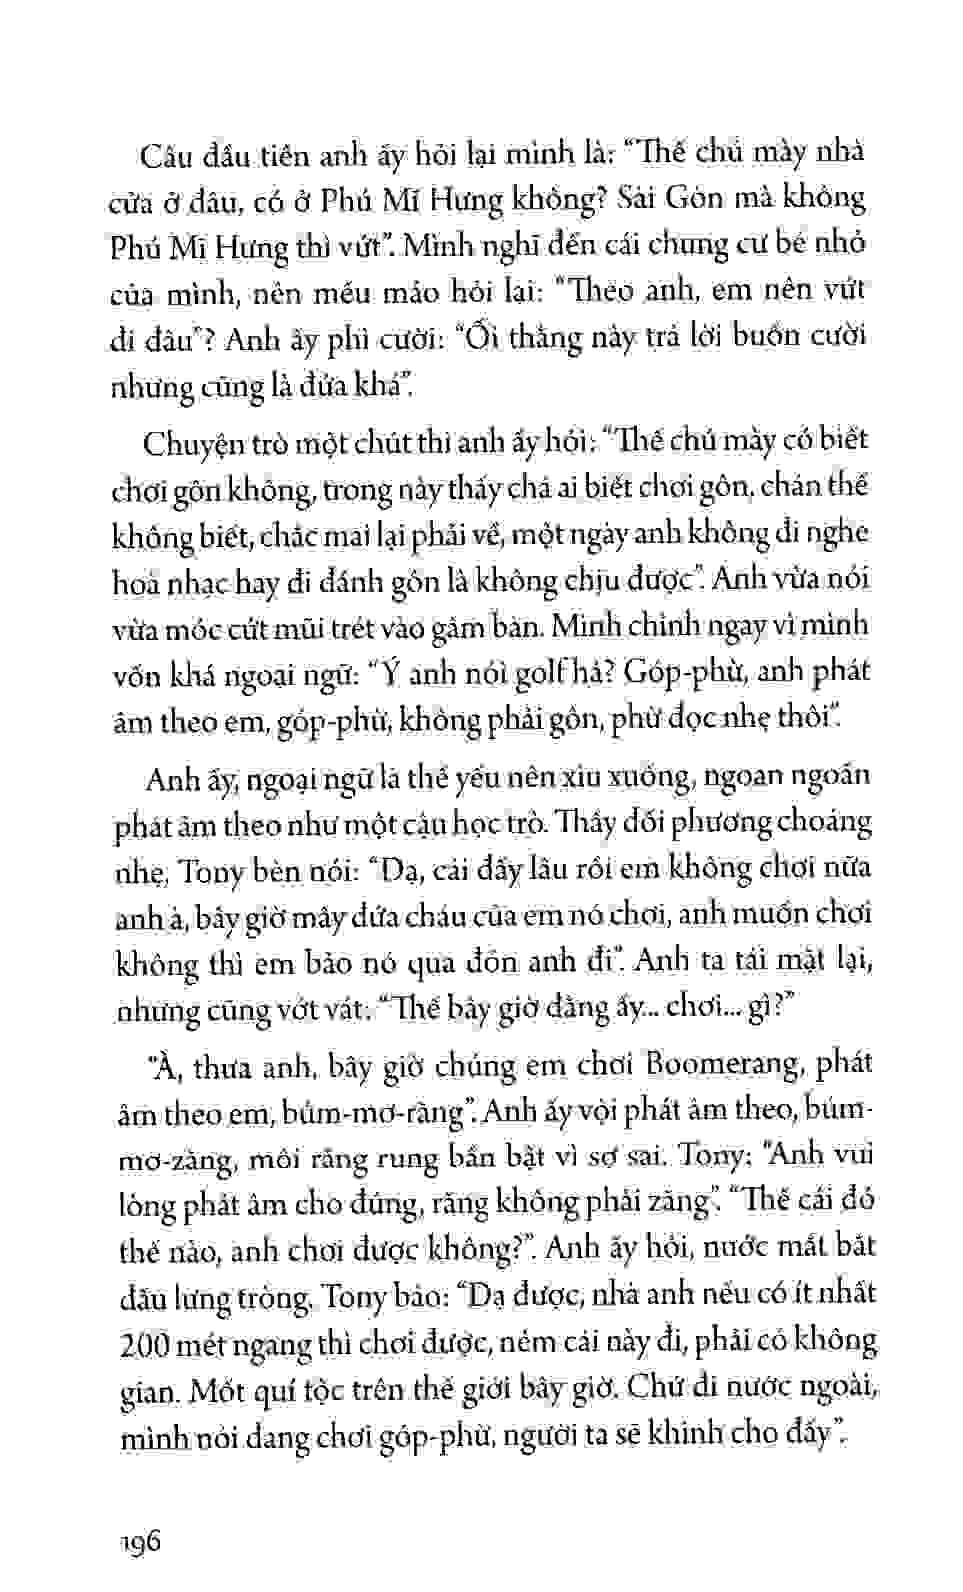 Câu đầu tiên anh ấy hỏi lại mình là: “Thế chú mày nhà
cửa ở đâu, có ở Phú Mĩ Hưng không? Sài Gòn mà không
Phú Mĩ Hưng thì vứt”. Mình nghĩ đến cái chung cư bé nhỏ
của mình, nên mếu máo hỏi lại: “Theo anh, em nên vứt
đi đâu”? Anh ấy phì cười: “Ối thằng này trả lời buồn cười
nhưng cũng là đứa khá”.
Chuyện trò một chút thì anh ấy hỏi: “Thế chú mày có biết
chơi gôn không, trong này thấy chả ai biết chơi gôn, chán thế
không biết, chắc mai lại phải về, một ngày anh không đi nghe
hoà nhạc hay đi đánh gôn là không chịu được”. Anh vừa nói
vừa móc cứt mũi trét vào gầm bàn. Mình chỉnh ngay vì mình
vốn khá ngoại ngữ: “Ý anh nói golf hả? Góp-phừ, anh phát
âm theo em, góp-phừ, không phải gôn, phừ đọc nhẹ thôi”.
Anh ấy, ngoại ngữ là thế yếu nên xìu xuống, ngoan ngoãn
phát âm theo như một cậu học trò. Thấy đối phương choáng
nhẹ, Tony bèn nói: “Dạ, cái đấy lâu rồi em không chơi nữa
anh ạ, bây giờ mấy đứa cháu của em nó chơi, anh muốn chơi
không thì em bảo nó qua đón anh đi”. Anh ta tái mặt lại,
nhưng cũng vớt vát: “Thế bây giờ đằng ấy... chơi... gì?”
“À, thưa anh, bây giờ chúng em chơi Boomerang, phát
âm theo em, búm-mơ-ràng”. Anh ấy vội phát âm theo, búm-
mơ-zàng, môi răng rung bần bật vì sợ sai. Tony: “Anh vui
lòng phát âm cho đúng, răng không phải zăng”. “Thế cái đó
thế nào, anh chơi được không?”. Anh ấy hỏi, nước mắt bắt
đầu lưng tròng. Tony bảo: “Dạ được, nhà anh nếu có ít nhất
200 mét ngang thì chơi được, ném cái này đi, phải có không
gian. Mốt quí tộc trên thế giới bây giờ. Chứ đi nước ngoài,
mình nói đang chơi góp-phừ, người ta sẽ khinh cho đấy”.
196